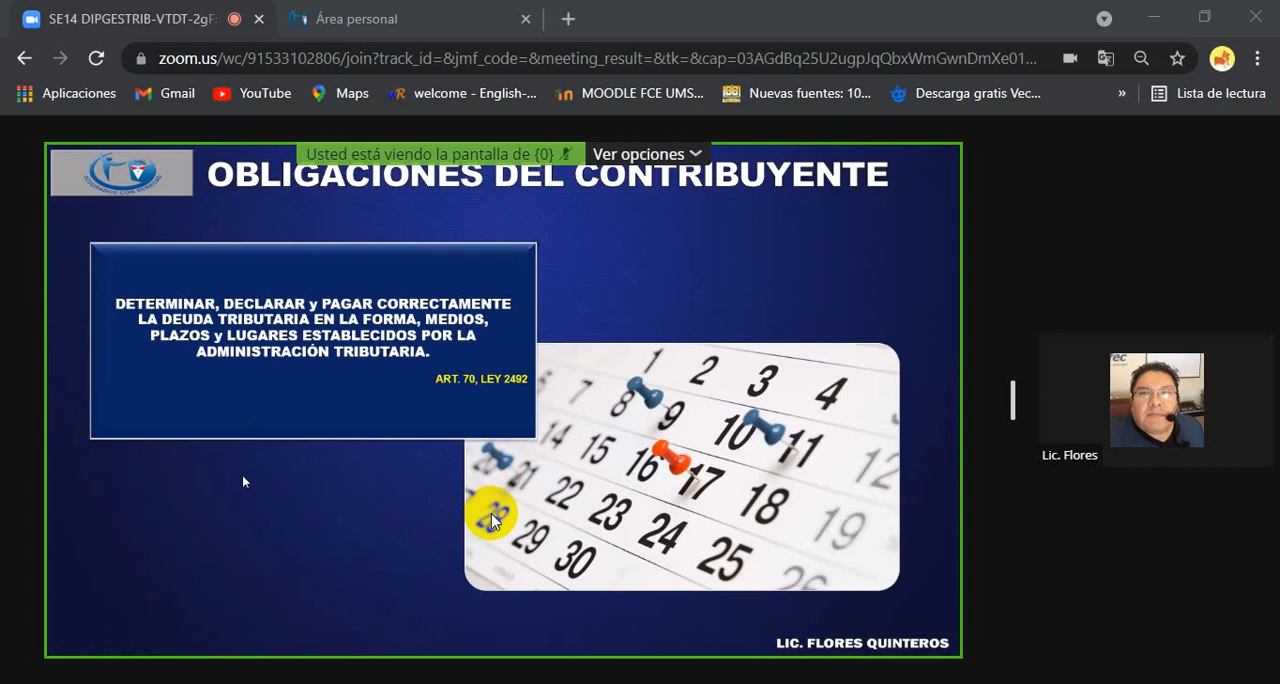 SE14 DIPGESTRIB-VTDT-2gF
Área personal
zoom.us/wc/91533102806/join?track_id=&jmf_code=&meeting_result=&tk=&cap=03AGdBq25U2ugpJqQbxWmGwnDmXe01...
Aplicaciones Gmail YouTube Maps welcome - English-... MOODLE FCE UMS... Nuevas fuentes: 10... Descarga gratis Vec... » Lista de lectura
Usted está viendo la pantalla de {0} Ver opciones
OBLIGACIONES DEL CONTRIBUYENTE
DETERMINAR, DECLARAR y PAGAR CORRECTAMENTE
LA DEUDA TRIBUTARIA EN LA FORMA, MEDIOS,
PLAZOS y LUGARES ESTABLECIDOS POR LA
ADMINISTRACIÓN TRIBUTARIA.
ART. 70, LEY 2492
1 2 3 4
7 8 9 10 11 12
14 15 16 17 18 19
20 21 22 23 24 25 26
28 29 30
Lic. Flores
LIC. FLORES QUINTEROS